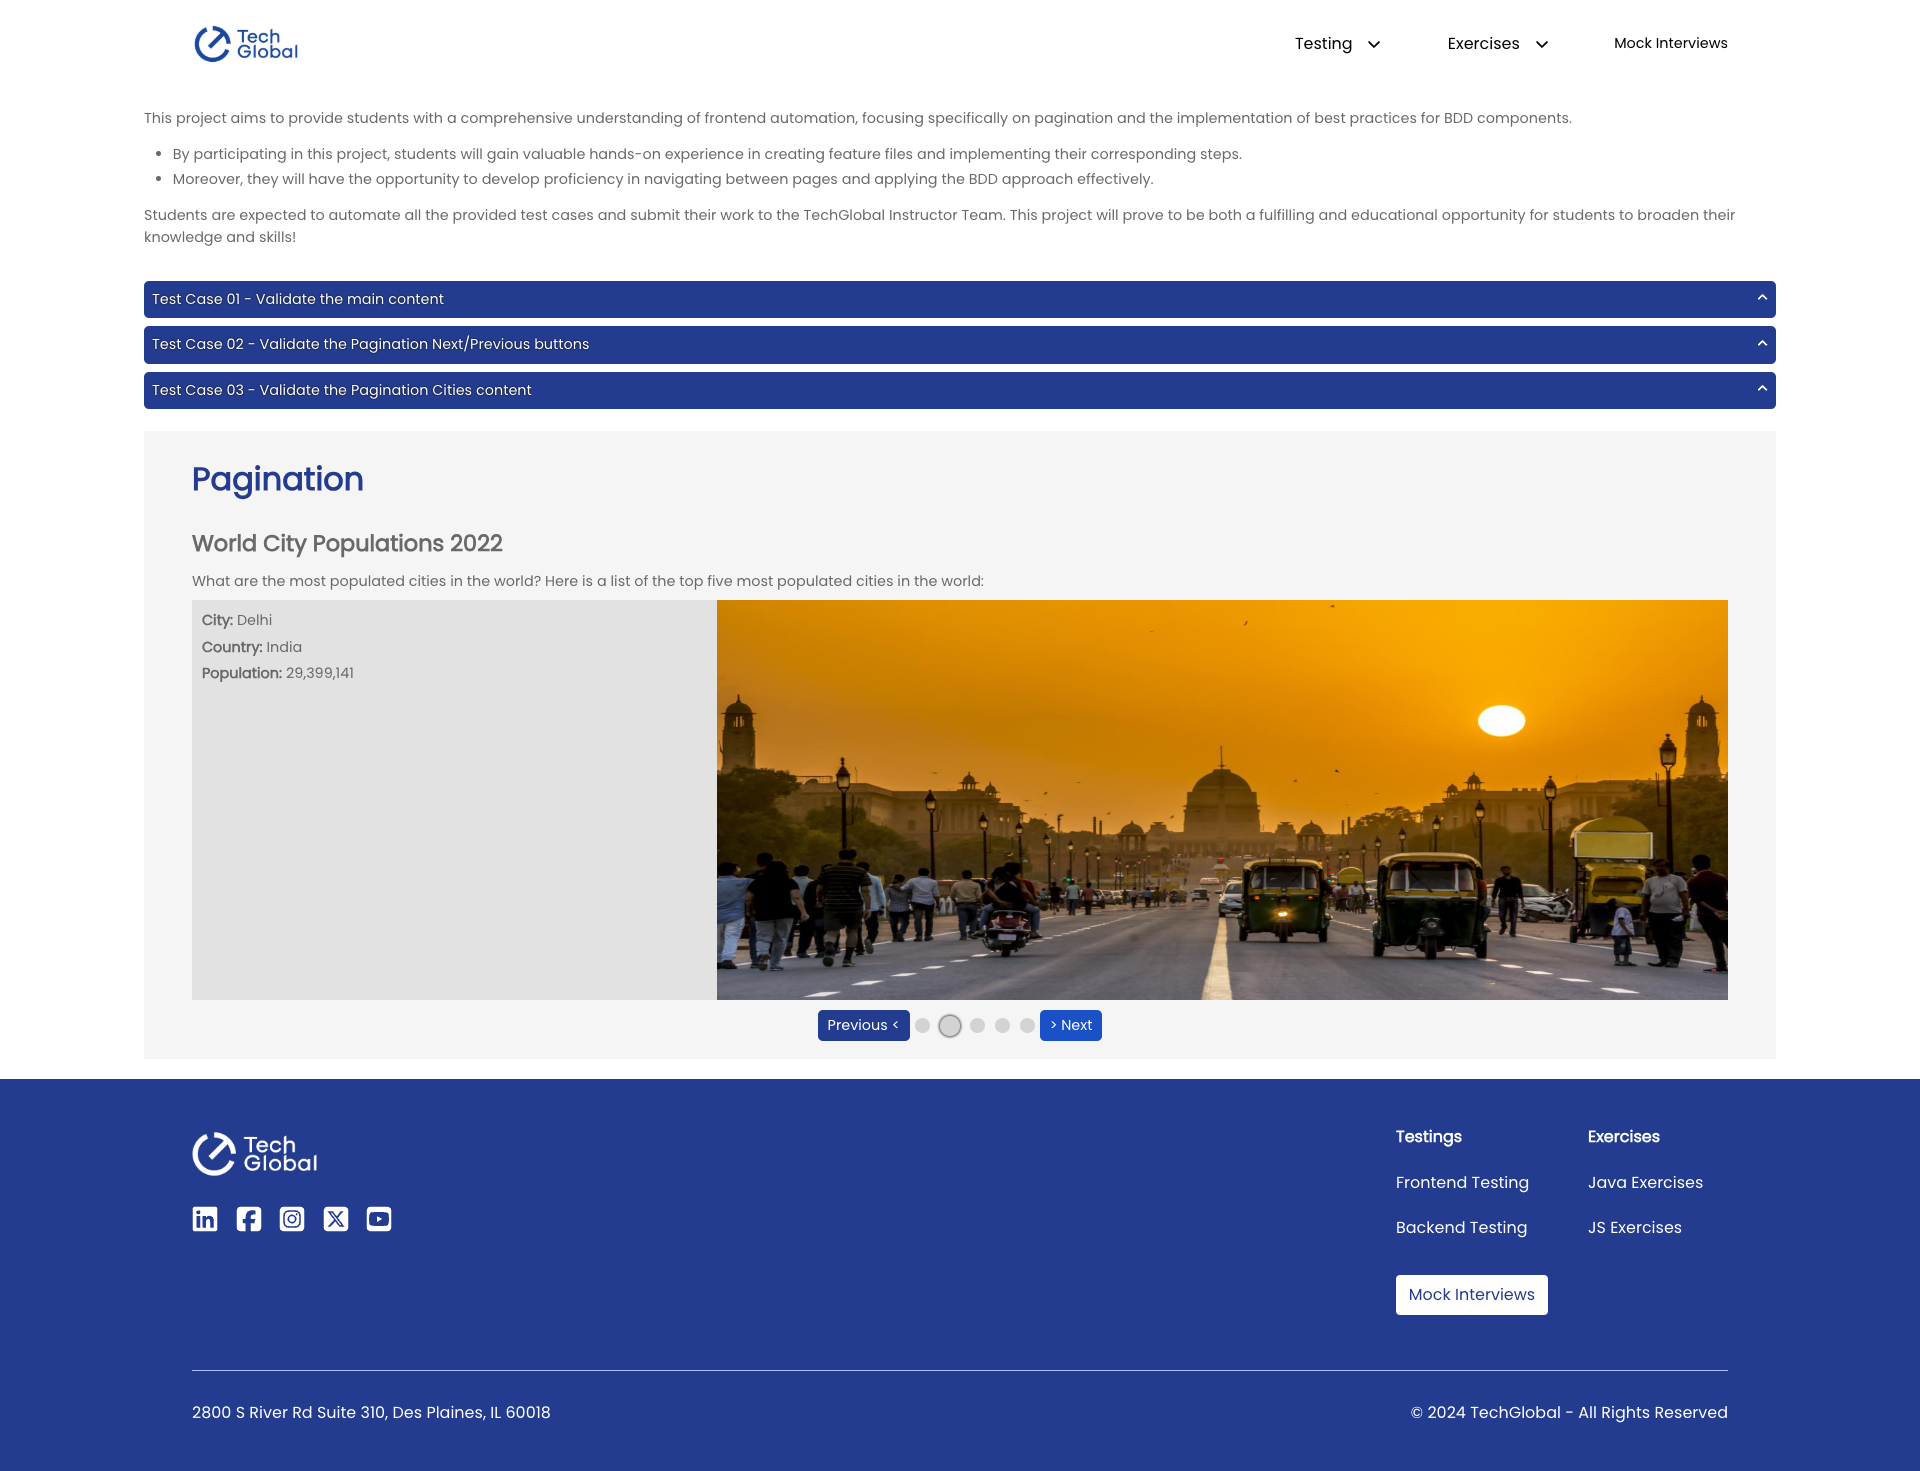 Tech
Global
Testing
Exercises
Mock Interviews
This project aims to provide students with a comprehensive understanding of frontend automation, focusing specifically on pagination and the implementation of best practices for BDD components.
• By participating in this project, students will gain valuable hands-on experience in creating feature files and implementing their corresponding steps.
• Moreover, they will have the opportunity to develop proficiency in navigating between pages and applying the BDD approach effectively.
Students are expected to automate all the provided test cases and submit their work to the TechGlobal Instructor Team. This project will prove to be both a fulfilling and educational opportunity for students to broaden their
knowledge and skills!
Test Case 01 - Validate the main content
Test Case 02 - Validate the Pagination Next/Previous buttons
Test Case 03 - Validate the Pagination Cities content
Pagination
World City Populations 2022
What are the most populated cities in the world? Here is a list of the top five most populated cities in the world:
City: Delhi
Country: India
Population: 29,399,141
Previous <
> Next
Tech
Global
Testings
Frontend Testing
Backend Testing
Exercises
Java Exercises
JS Exercises
Mock Interviews
2800 S River Rd Suite 310, Des Plaines, IL 60018
© 2024 TechGlobal - All Rights Reserved